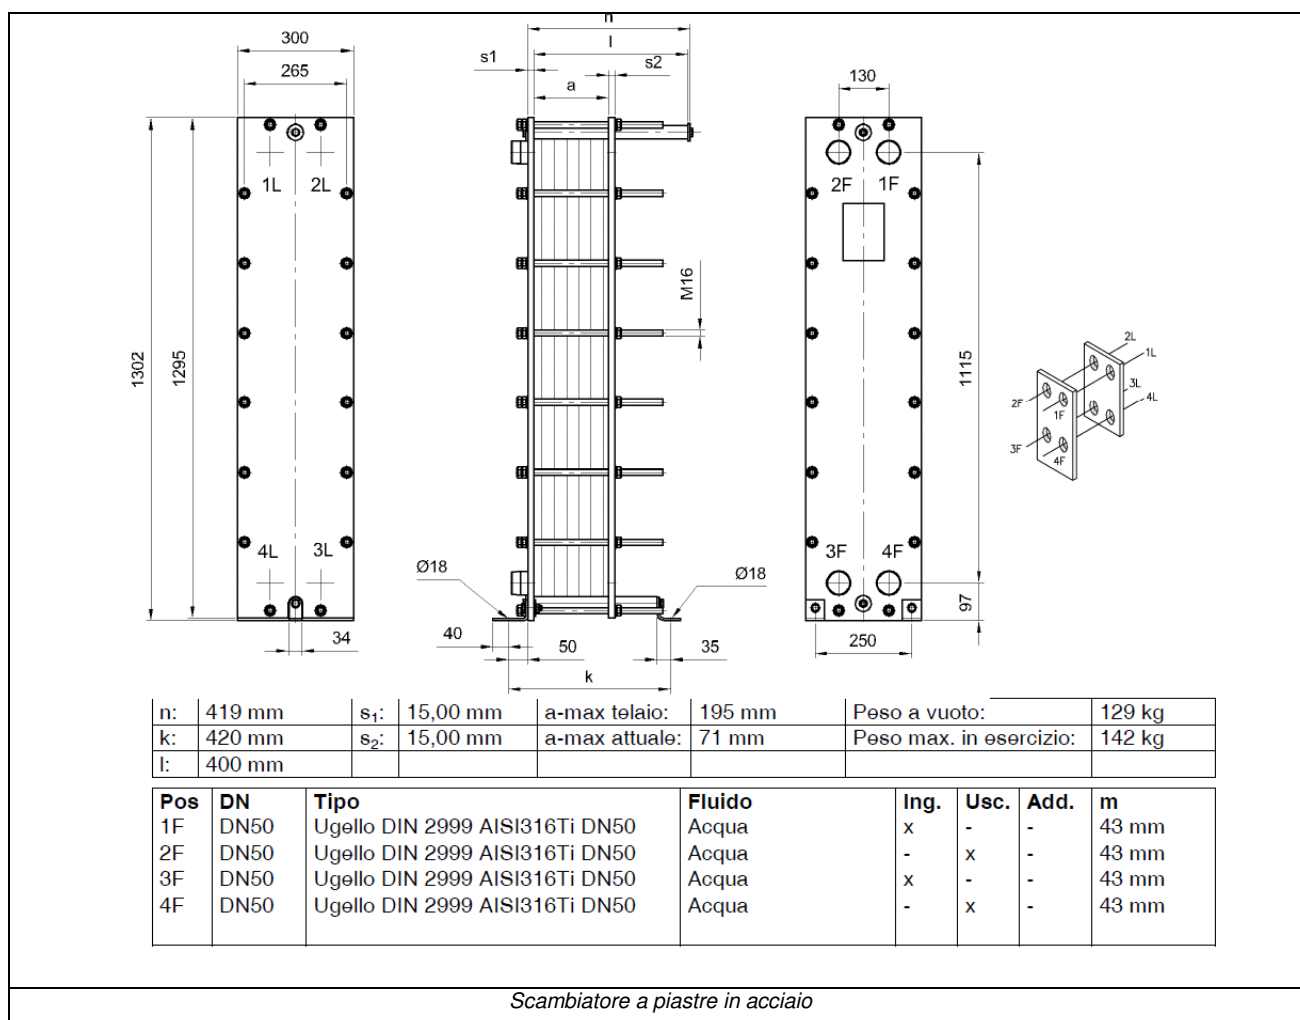 n
300
l
s1
s2
265
130
a
1L 2L
2F 1F
M16
1302
1295
1115
2L
1L
3L
4L
2F
1F
3F
4F
4L 3L
3F 4F
Ø18
Ø18
97
34
40
50
35
250
k
n: 419 mm s1: 15,00 mm a-max telaio: 195 mm Peso a vuoto: 129 kg
k: 420 mm s2: 15,00 mm a-max attuale: 71 mm Peso max. in esercizio: 142 kg
l: 400 mm
Pos DN Tipo Fluido Ing. Usc. Add. m
1F DN50 Ugello DIN 2999 AISI316Ti DN50 Acqua x - - 43 mm
2F DN50 Ugello DIN 2999 AISI316Ti DN50 Acqua - x - 43 mm
3F DN50 Ugello DIN 2999 AISI316Ti DN50 Acqua x - - 43 mm
4F DN50 Ugello DIN 2999 AISI316Ti DN50 Acqua - x - 43 mm
Scambiatore a piastre in acciaio